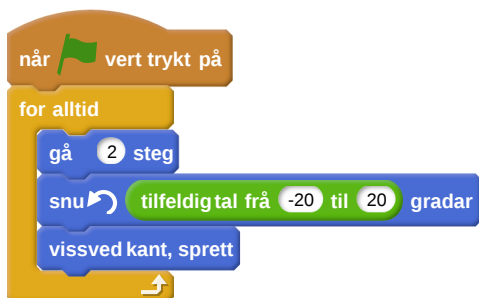 når vert trykt på
for alltid
gå 2 steg
snu tilfeldig tal frå -20 til 20 gradar
viss ved kant, sprett